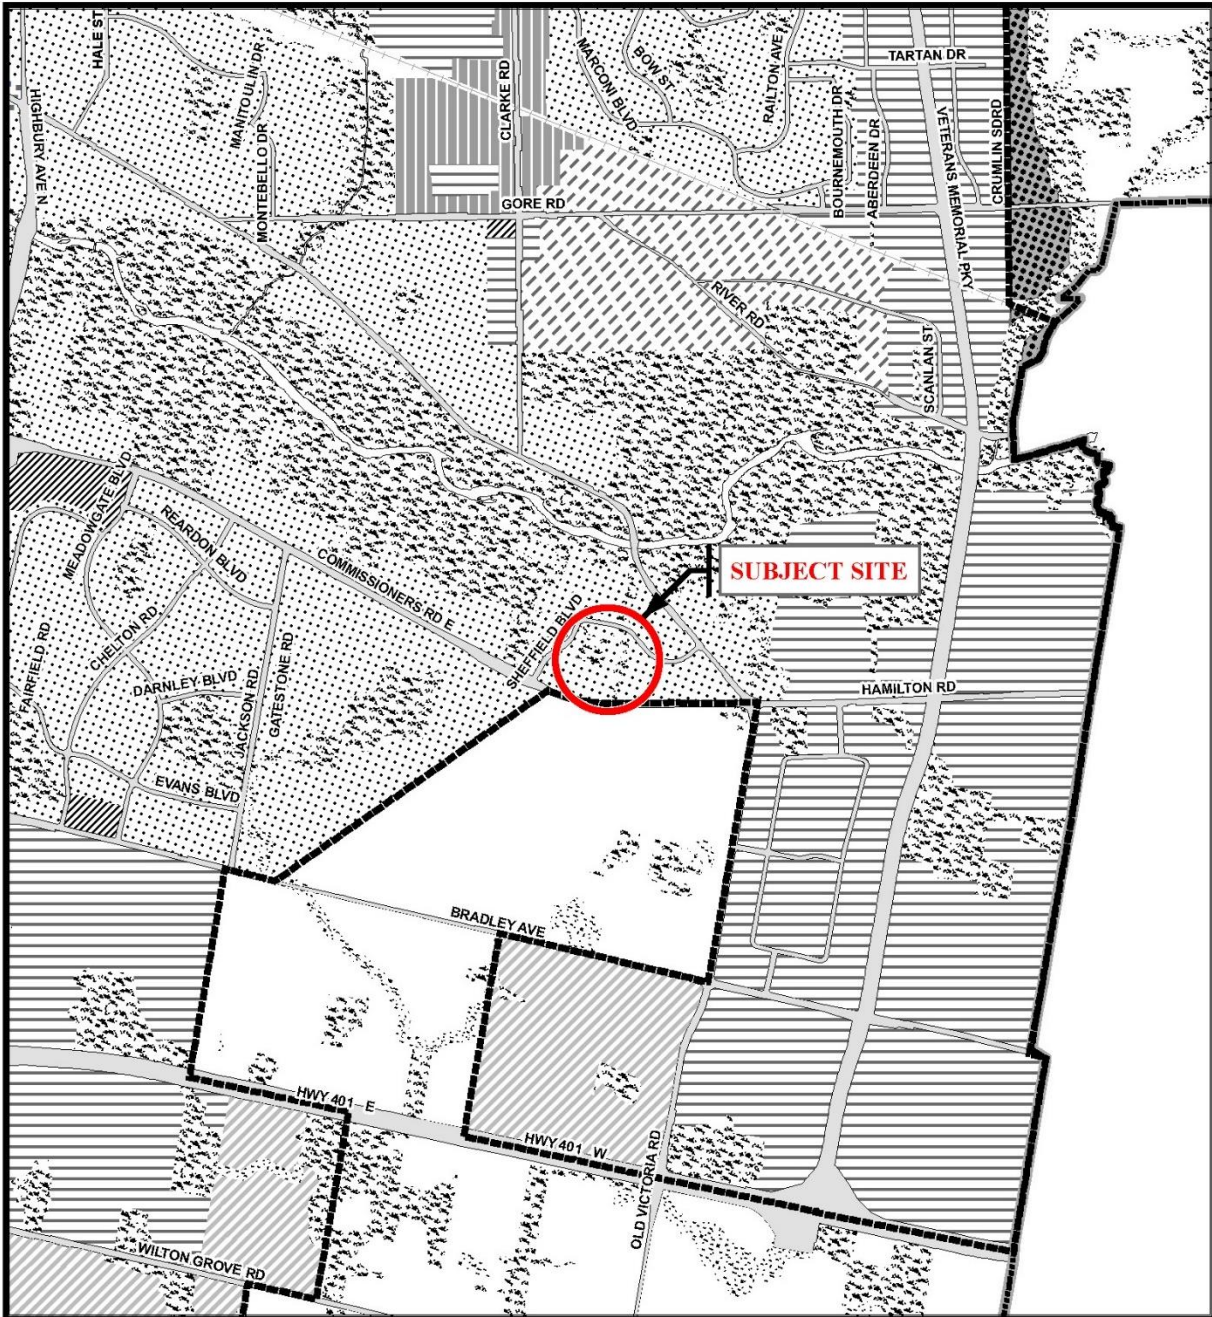 HALE ST
MANITOULIN DR
CLARKE RD
MARCONI BLVD
BOW ST
RAILTON AVE
TARTAN DR
HIGHBURY AVE N
MONTEBELLO DR
BOURNEMOUTH DR
ABERDEEN DR
VETERANS MEMORIAL PKY
CRUMLIN SDRD
GORE RD
RIVER RD
SCANLAN ST
MEADOWGATE BLVD
REARDON BLVD
COMMISSIONERS RD E
SUBJECT SITE
SHEFFIELD BLVD
CHELTON RD
FAIRFIELD RD
DARNLEY BLVD
JACKSON RD
GATESTONE RD
HAMILTON RD
EVANS BLVD
BRADLEY AVE
HWY 401 E
HWY 401 W
OLD VICTORIA RD
WILTON GROVE RD